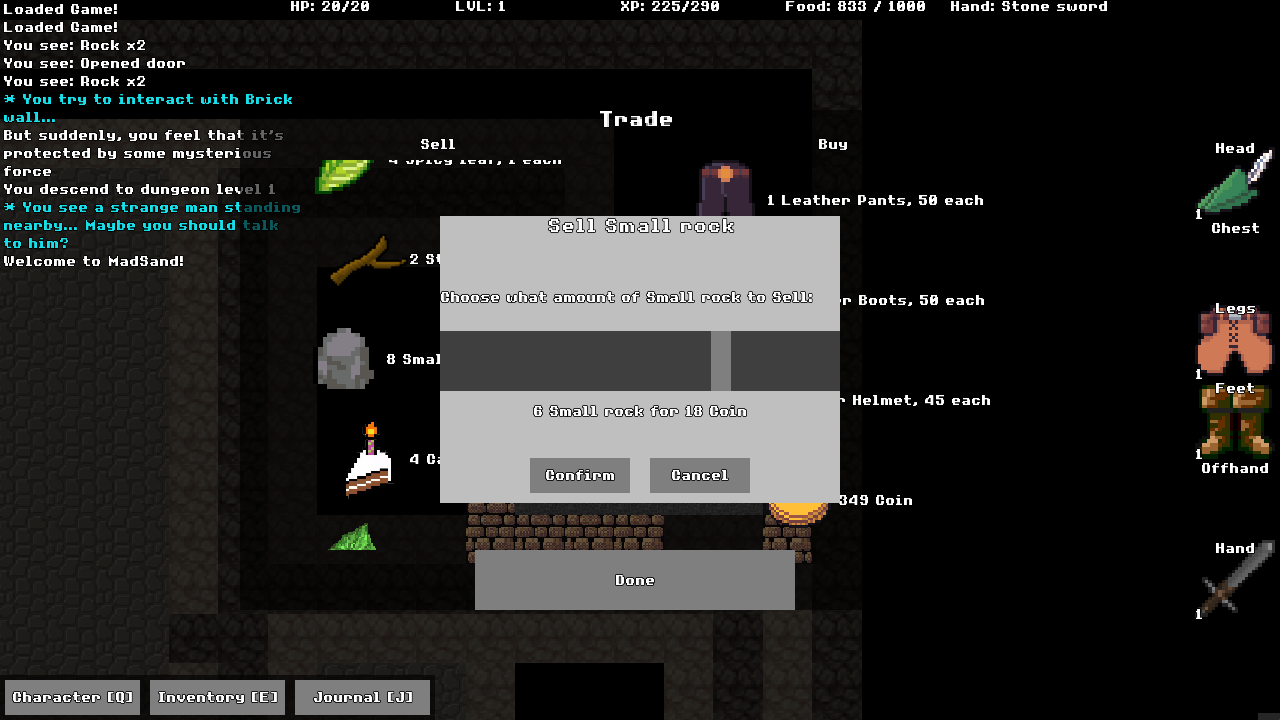 HP: 20/20 LVL: 1 XP: 225/290 Food: 833 / 1000 Hand: Stone sword
Loaded Game!
Loaded Game!
You see: Rock x2
You see: Opened door
You see: Rock x2
* You try to interact with Brick
wall...
But suddenly, you feel that it's
protected by some mysterious
force
You descend to dungeon level 1
* You see a strange man standing
nearby... Maybe you should talk
to him?
Welcome to MadSand!
Trade
Sell
Buy
4 Spicy leaf, 1 each
2 St
8 Smal
4 Ca
1 Leather Pants, 50 each
r Boots, 50 each
r Helmet, 45 each
349 Coin
Sell Small rock
Choose what amount of Small rock to Sell:
6 Small rock for 18 Coin
Confirm
Cancel
Done
Head
1
Chest
Legs
1
Feet
1
Offhand
Hand
1
Character [Q]
Inventory [E]
Journal [J]